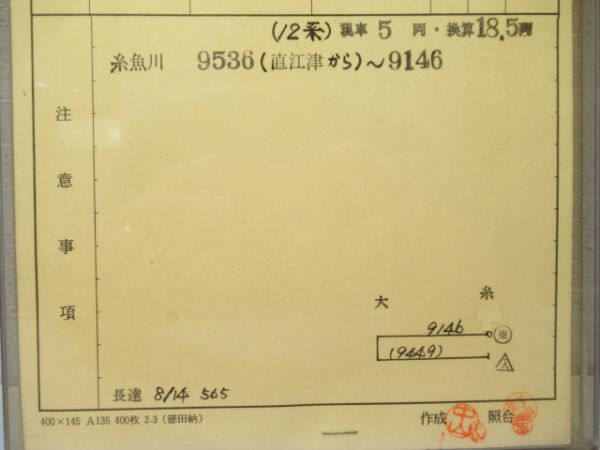 (12系) 現車 5 両・換算 18.5両
糸魚川 9536 (直江津から)～9146
注意事項
大 糸
9146 乗
(9449) 入
長達 8/14 565
400×145 A135 400枚 2-3 (徳田納)
作成 照合